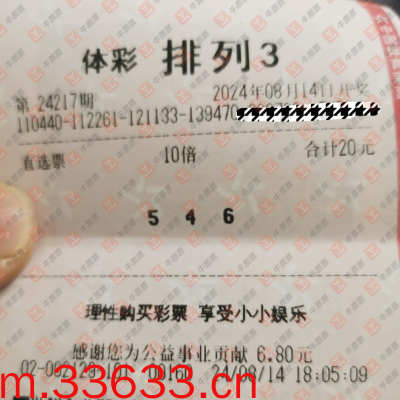 体彩 排列3
第 24217期 2024年08月14日开奖
110440-112261-121133-139470
直选票 10倍 合计20元
5 4 6
理性购买彩票 享受小小娱乐
感谢您为公益事业贡献 6.80元
24/08/14 18:05:09
m.33633.cn